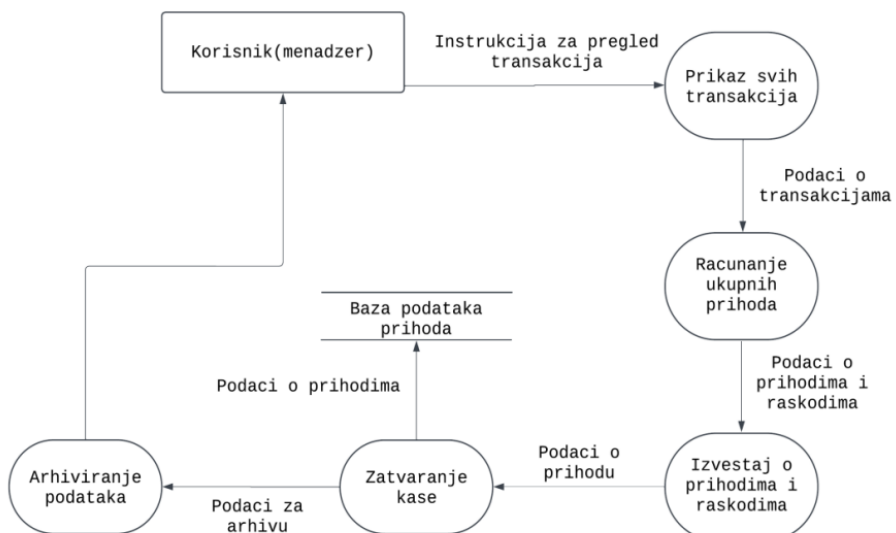 Korisnik(menadzer)
Instrukcija za pregled
transakcija
Prikaz svih
transakcija
Podaci o
transakcijama
Racunanje
ukupnih
prihoda
Podaci o
prihodima i
raskodima
Izvestaj o
prihodima i
raskodima
Podaci o
prihodu
Zatvaranje
kase
Podaci o prihodima
Baza podataka
prihoda
Podaci za
arhivu
Arhiviranje
podataka